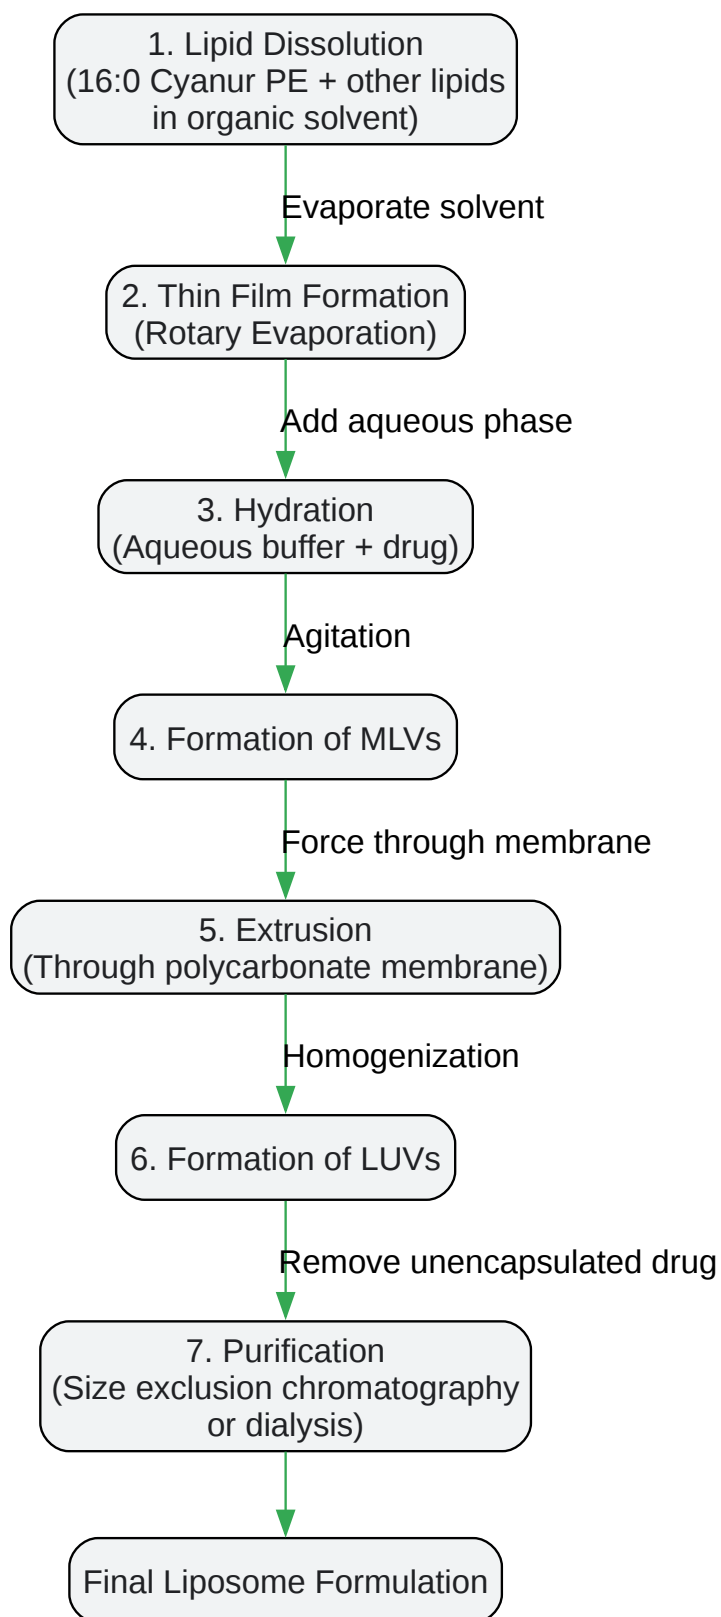 1. Lipid Dissolution
(16:0 Cyanur PE + other lipids
in organic solvent)
Evaporate solvent
2. Thin Film Formation
(Rotary Evaporation)
Add aqueous phase
3. Hydration
(Aqueous buffer + drug)
Agitation
4. Formation of MLVs
Force through membrane
5. Extrusion
(Through polycarbonate membrane)
Homogenization
6. Formation of LUVs
Remove unencapsulated drug
7. Purification
(Size exclusion chromatography
or dialysis)
Final Liposome Formulation